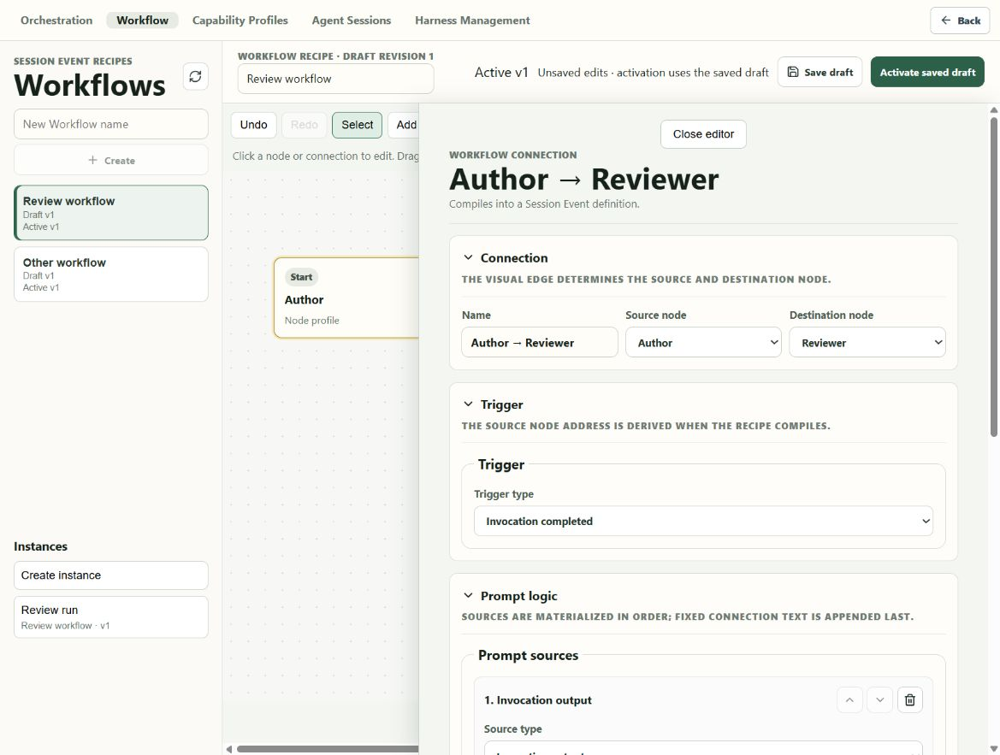 Orchestration
Workflow
Capability Profiles
Agent Sessions
Harness Management
Back
SESSION EVENT RECIPES
Workflows
New Workflow name
Create
Review workflow
Draft v1
Active v1
Other workflow
Draft v1
Active v1
Instances
Create instance
Review run
Review workflow · v1
WORKFLOW RECIPE · DRAFT REVISION 1
Review workflow
Active v1
Unsaved edits · activation uses the saved draft
Save draft
Activate saved draft
Undo
Redo
Select
Add
Click a node or connection to edit. Drag
Start
Author
Node profile
Close editor
WORKFLOW CONNECTION
Author → Reviewer
Compiles into a Session Event definition.
Connection
THE VISUAL EDGE DETERMINES THE SOURCE AND DESTINATION NODE.
Name
Source node
Destination node
Author → Reviewer
Author
Reviewer
Trigger
THE SOURCE NODE ADDRESS IS DERIVED WHEN THE RECIPE COMPILES.
Trigger
Trigger type
Invocation completed
Prompt logic
SOURCES ARE MATERIALIZED IN ORDER; FIXED CONNECTION TEXT IS APPENDED LAST.
Prompt sources
1. Invocation output
Source type